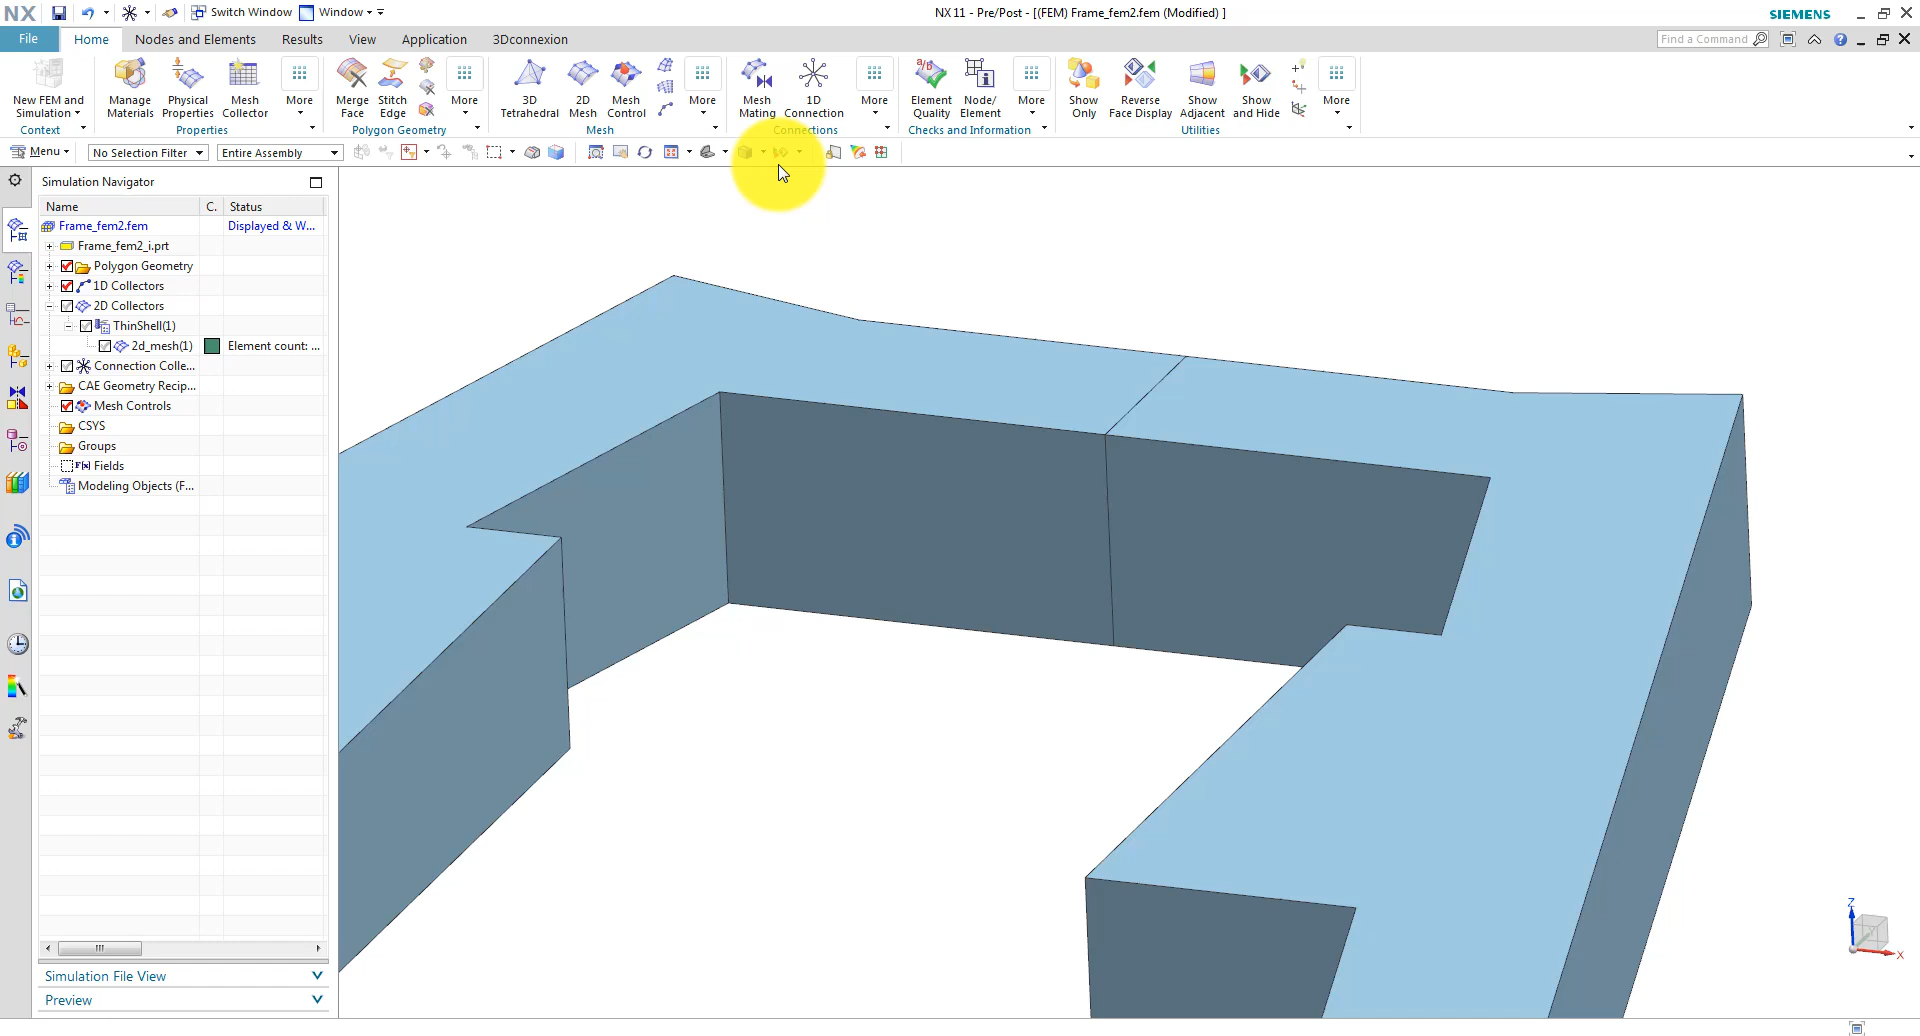 NX Switch Window Window NX 11 - Pre/Post - [(FEM) Frame_fem2.fem (Modified) ] SIEMENS
File Home Nodes and Elements Results View Application 3Dconnexion Find a Command
New FEM and Simulation Manage Materials Physical Properties Mesh Collector More Merge Face Stitch Edge More 3D Tetrahedral 2D Mesh Mesh Control More Mesh Mating 1D Connection More Element Quality Node/ Element More Show Only Reverse Face Display Show Adjacent Show and Hide More
Context Properties Polygon Geometry Mesh Connections Checks and Information Utilities
Menu No Selection Filter Entire Assembly
Simulation Navigator
Name C. Status
Frame_fem2.fem Displayed & W...
Frame_fem2_i.prt
Polygon Geometry
1D Collectors
2D Collectors
ThinShell(1)
2d_mesh(1) Element count: ...
Connection Colle...
CAE Geometry Recip...
Mesh Controls
CSYS
Groups
Fields
Modeling Objects (F...
Simulation File View
Preview
Z
X